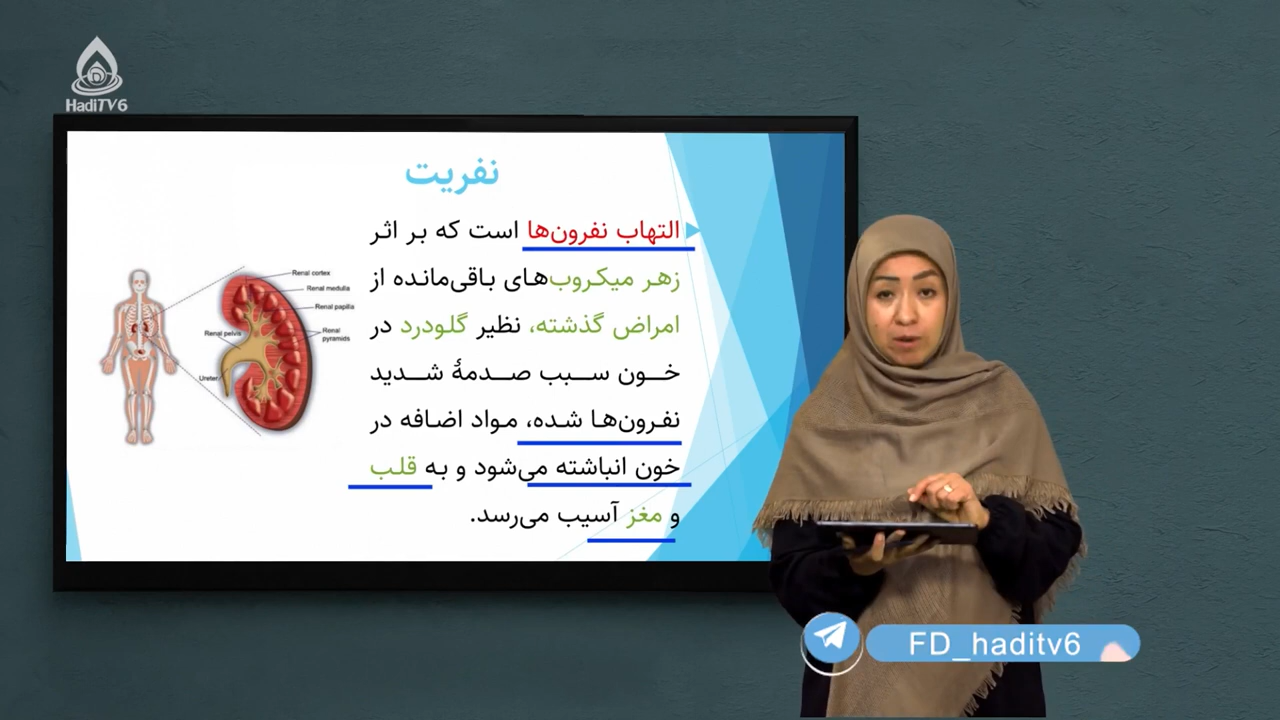 HadiTV6
نفریت
التهاب نفرون‌ها است که بر اثر
زهر میکروب‌های باقی‌مانده از
امراض گذشته، نظیر گلودرد در
خون سبب صدمهٔ شدید
نفرون‌ها شده، مواد اضافه در
خون انباشته می‌شود و به قلب
و مغز آسیب می‌رسد.
Renal cortex
Renal medulla
Renal papilla
Renal pelvis
Renal
pyramids
Ureter
FD_haditv6